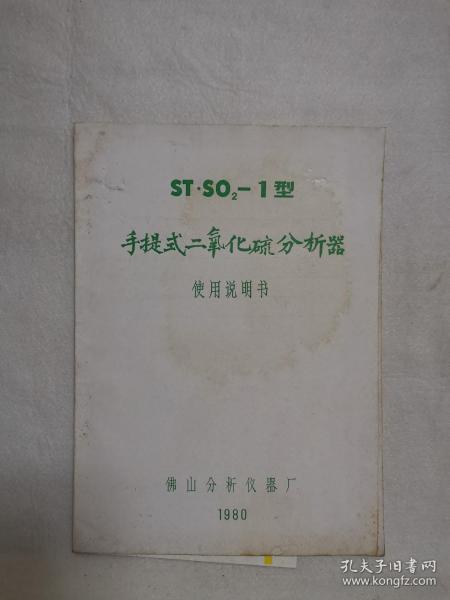 ST·SO₂-1型
手提式二氧化硫分析器
使用说明书
佛山分析仪器厂
1980
孔夫子旧书网
www.kongfz.com